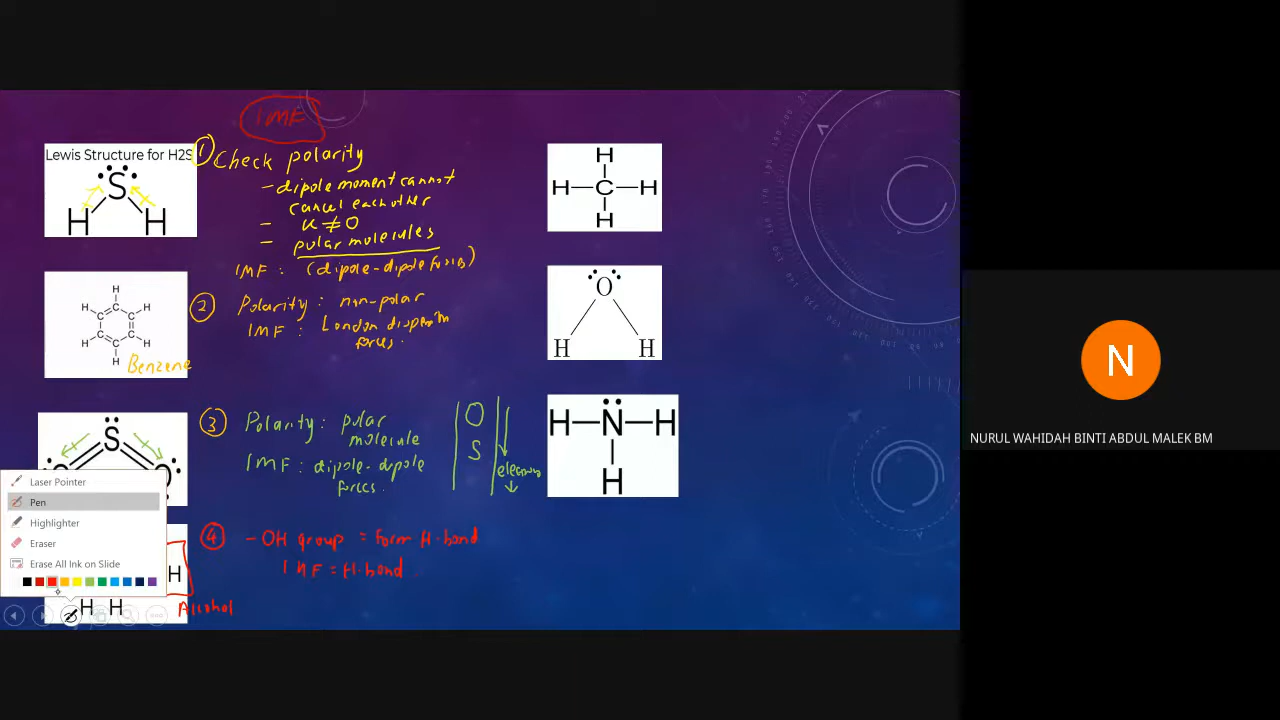 IMF
Lewis Structure for H2S
S
H H
① Check polarity
- dipole moment cannot
cancel each other
- u ≠ 0
- polar molecules
IMF : (dipole-dipole forces)
H
H H
H H
H
Benzene
② Polarity : non-polar
IMF : London dispersion
forces.
S
O O
③ Polarity : polar
molecule
IMF : dipole-dipole
forces.
O
S
④ -OH group = Form H-bond
IMF = H-bond
H
H H
Alcohol
Laser Pointer
Pen
Highlighter
Eraser
Erase All Ink on Slide
H
H C H
H
O
H H
H N H
H
N
NURUL WAHIDAH BINTI ABDUL MALEK BM